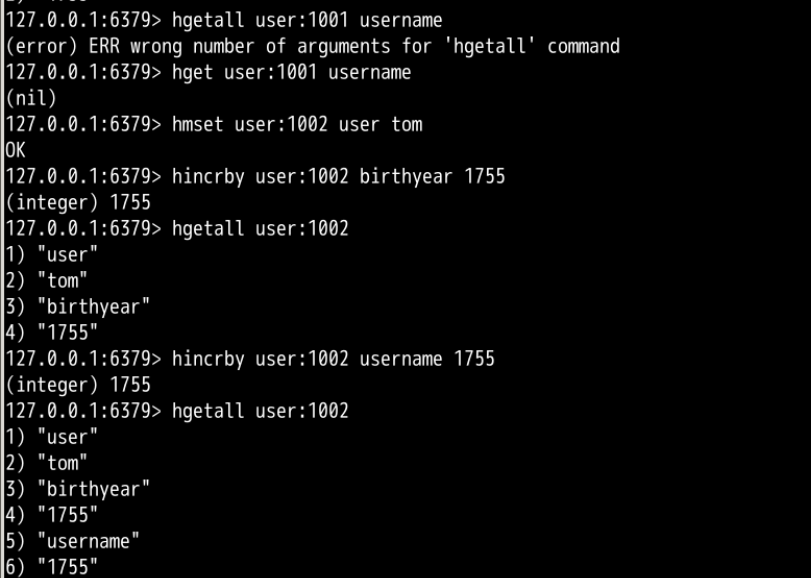 127.0.0.1:6379> hgetall user:1001 username
(error) ERR wrong number of arguments for 'hgetall' command
127.0.0.1:6379> hget user:1001 username
(nil)
127.0.0.1:6379> hmset user:1002 user tom
OK
127.0.0.1:6379> hincrby user:1002 birthyear 1755
(integer) 1755
127.0.0.1:6379> hgetall user:1002
1) "user"
2) "tom"
3) "birthyear"
4) "1755"
127.0.0.1:6379> hincrby user:1002 username 1755
(integer) 1755
127.0.0.1:6379> hgetall user:1002
1) "user"
2) "tom"
3) "birthyear"
4) "1755"
5) "username"
6) "1755"